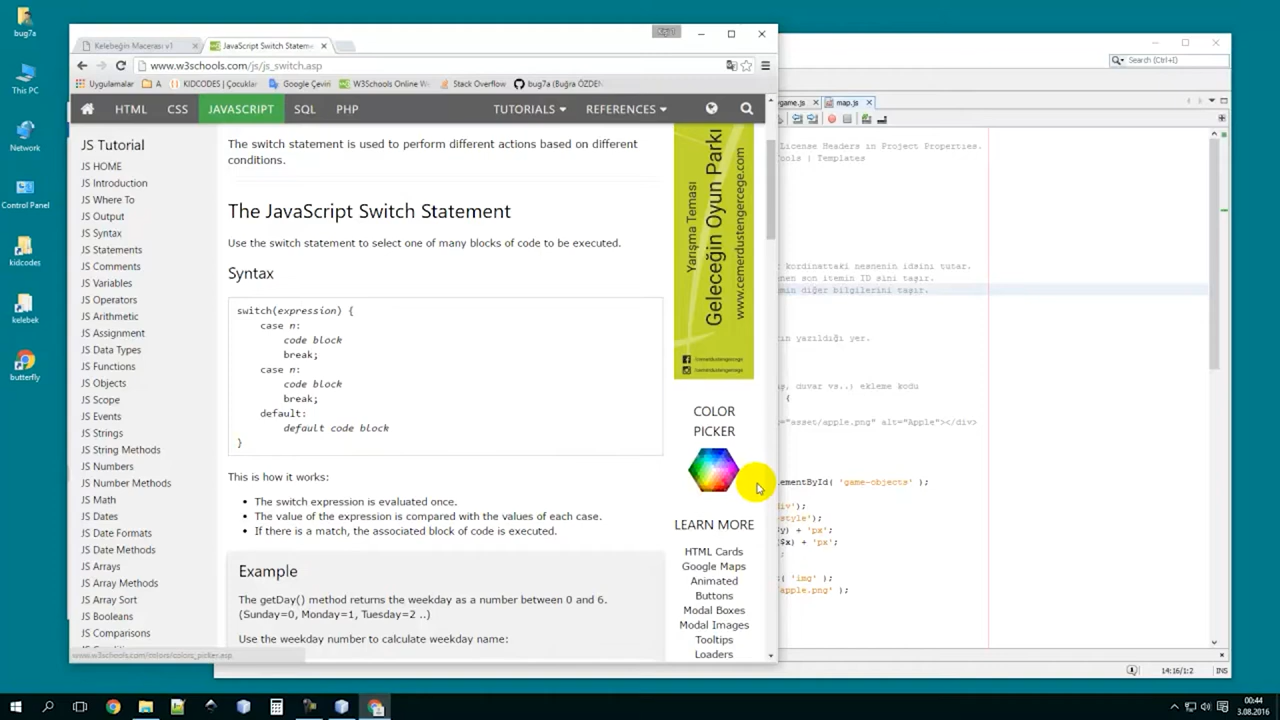 bug7a
This PC
Network
Control Panel
kidcodes
kelebek
butterfly
Kelebeğin Macerası v1
JavaScript Switch Statem
www.w3schools.com/js/js_switch.asp
Uygulamalar
A
KIDCODES | Çocuklar
Google Çeviri
W3Schools Online W
Stack Overflow
bug7a (Buğra ÖZDEN
HTML
CSS
JAVASCRIPT
SQL
PHP
TUTORIALS
REFERENCES
JS Tutorial
JS HOME
JS Introduction
JS Where To
JS Output
JS Syntax
JS Statements
JS Comments
JS Variables
JS Operators
JS Arithmetic
JS Assignment
JS Data Types
JS Functions
JS Objects
JS Scope
JS Events
JS Strings
JS String Methods
JS Numbers
JS Number Methods
JS Math
JS Dates
JS Date Formats
JS Date Methods
JS Arrays
JS Array Methods
JS Array Sort
JS Booleans
JS Comparisons
www.w3schools.com/colors/colors_picker.asp
The switch statement is used to perform different actions based on different
conditions.
The JavaScript Switch Statement
Use the switch statement to select one of many blocks of code to be executed.
Syntax
switch(expression) {
case n:
code block
break;
case n:
code block
break;
default:
default code block
}
This is how it works:
The switch expression is evaluated once.
The value of the expression is compared with the values of each case.
If there is a match, the associated block of code is executed.
Example
The getDay() method returns the weekday as a number between 0 and 6.
(Sunday=0, Monday=1, Tuesday=2 ..)
Use the weekday number to calculate weekday name:
Yarışma Teması
Geleceğin Oyun Parkı
www.cemerdustengercege.com
COLOR
PICKER
LEARN MORE
HTML Cards
Google Maps
Animated
Buttons
Modal Boxes
Modal Images
Tooltips
Loaders
Search (Ctrl+I)
game.js
map.js
License Headers in Project Properties.
ools | Templates
kordinattaki nesnenin idsini tutar.
nen son itemin ID sini taşır.
min diğer bilgilerini taşır.
ın yazıldığı yer.
ş, duvar vs..) ekleme kodu
{
="asset/apple.png" alt="Apple"></div>
ementById( 'game-objects' );
iv');
style');
y) + 'px';
$x) + 'px';
( 'img' );
apple.png' );
14:16/1:2
INS
00:44
3.08.2016